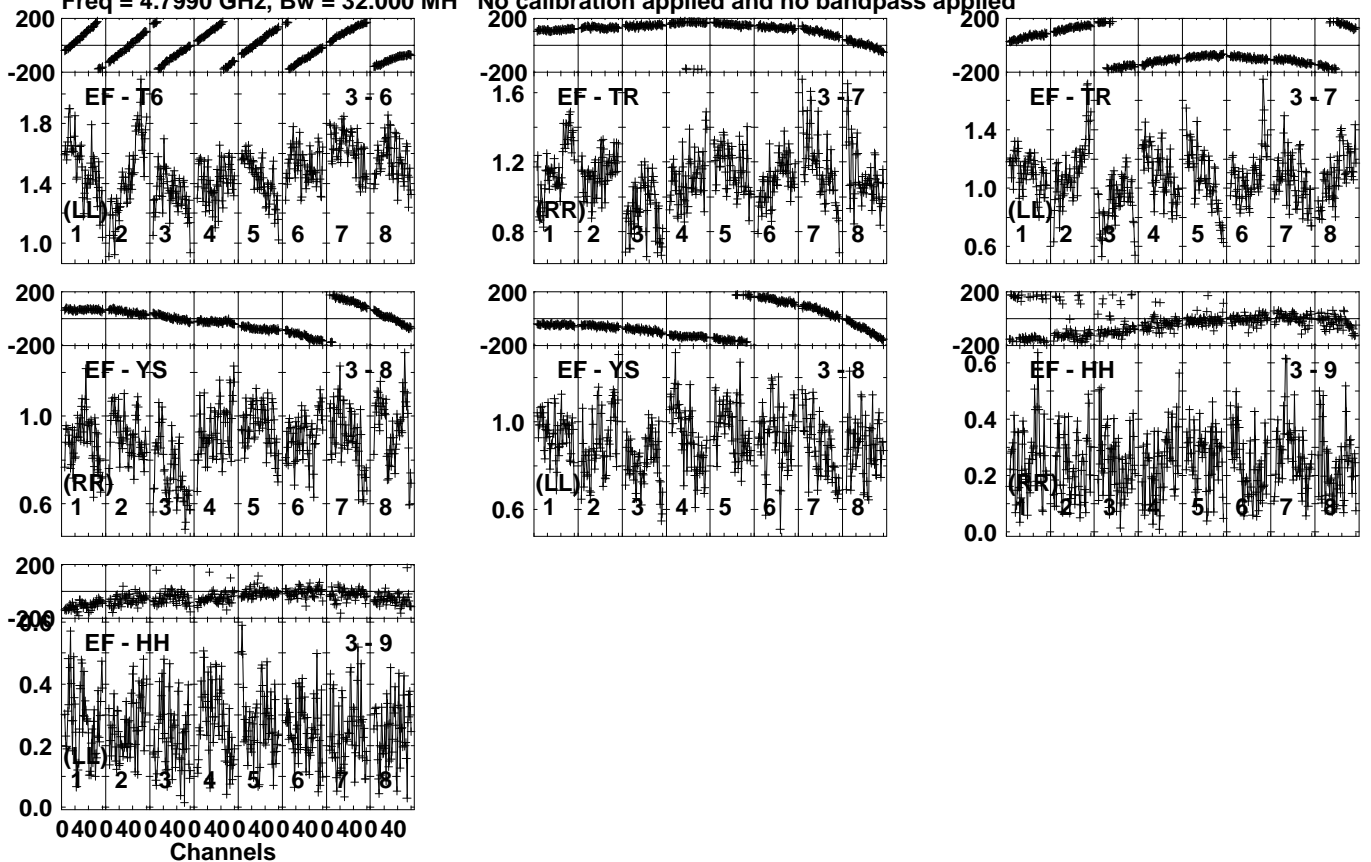 Freq = 4.7990 GHz, Bw = 32.000 MH No calibration applied and no bandpass applied
200
-200
EF - T6 3 - 6
1.8
1.4
1.0
(LL)
1 2 3 4 5 6 7 8
200
-200
EF - TR 3 - 7
1.6
1.2
0.8
(RR)
1 2 3 4 5 6 7 8
200
-200
EF - TR 3 - 7
1.4
1.0
0.6
(LL)
1 2 3 4 5 6 7 8
200
-200
EF - YS 3 - 8
1.0
0.6
(RR)
1 2 3 4 5 6 7 8
200
-200
EF - YS 3 - 8
1.0
0.6
(LL)
1 2 3 4 5 6 7 8
200
-200
0.6
EF - HH 3 - 9
0.4
0.2
0.0
(RR)
1 2 3 4 5 6 7 8
200
-200
0.6
EF - HH 3 - 9
0.4
0.2
0.0
(LL)
1 2 3 4 5 6 7 8
0 40 0 40 0 40 0 40 0 40 0 40 0 40 0 40
Channels